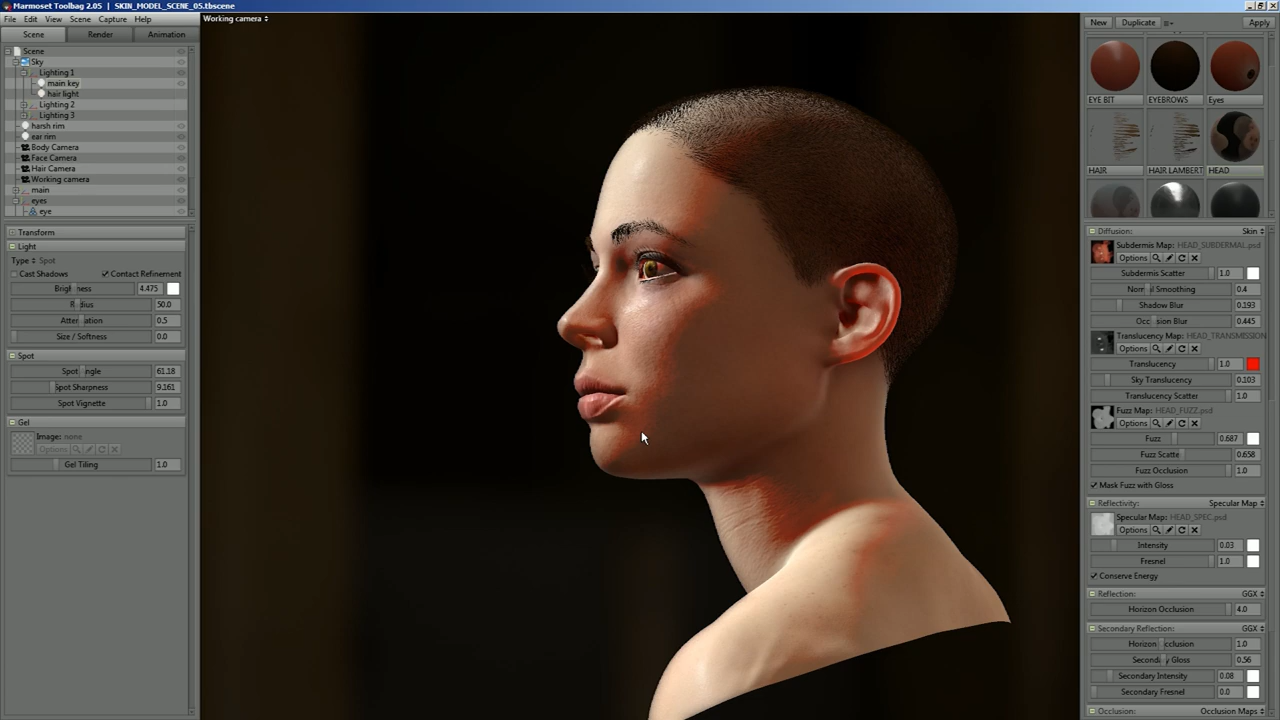 Marmoset Toolbag 2.05 | SKIN_MODEL_SCENE_05.tbscene
File Edit View Scene Capture Help
Working camera
New Duplicate Apply
Scene Render Animation
Scene
Sky
Lighting 1
main key
hair light
Lighting 2
Lighting 3
harsh rim
ear rim
Body Camera
Face Camera
Hair Camera
Working camera
main
eyes
eye
Transform
Light
Type Spot
Cast Shadows Contact Refinement
4.475
50.0
0.5
Size / Softness 0.0
Spot
61.18
Spot Sharpness 9.161
Spot Vignette 1.0
Gel
Image: none
Options
Gel Tiling 1.0
EYE BIT EYEBROWS Eyes
HAIR HAIR LAMBERT HEAD
Diffusion: Skin
Subdermis Map: HEAD_SUBDERMAL.psd
Options
Subdermis Scatter 1.0
Smoothing 0.4
Shadow Blur 0.193
Blur 0.445
Translucency Map: HEAD_TRANSMISSION
Options
Translucency 1.0
Sky Translucency 0.103
Translucency Scatter 1.0
Fuzz Map: HEAD_FUZZ.psd
Options
Fuzz 0.687
Fuzz 0.658
Fuzz Occlusion 1.0
Mask Fuzz with Gloss
Reflectivity: Specular Map
Specular Map: HEAD_SPEC.psd
Options
Intensity 0.03
Fresnel 1.0
Conserve Energy
Reflection: GGX
Horizon Occlusion 4.0
Secondary Reflection: GGX
Horizon 1.0
Gloss 0.56
Secondary Intensity 0.08
Secondary Fresnel 0.0
Occlusion: Occlusion Maps